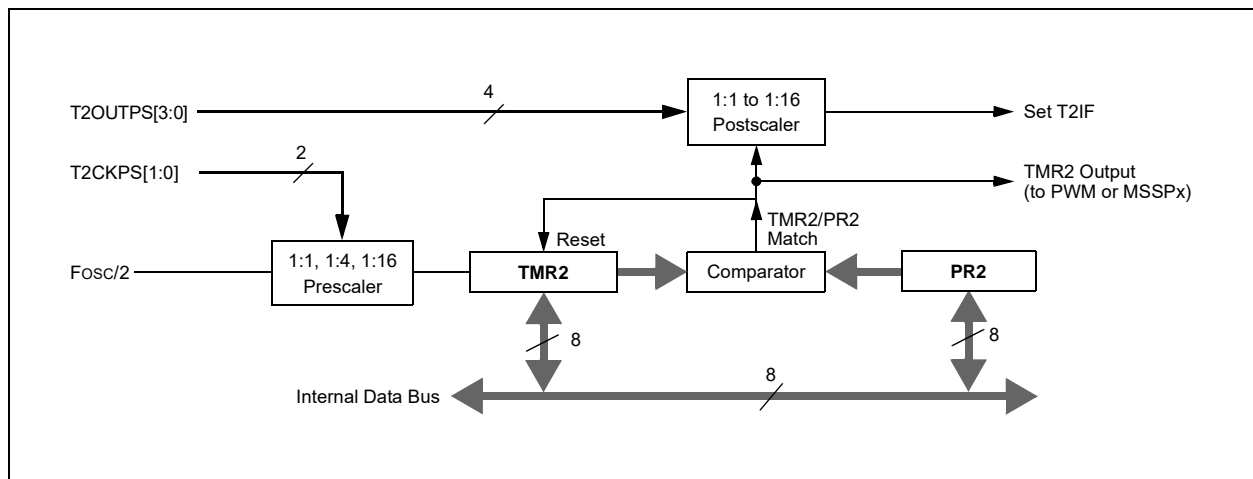 T2OUTPS[3:0]
4
1:1 to 1:16
Postscaler
Set T2IF
T2CKPS[1:0]
2
TMR2 Output
(to PWM or MSSPx)
TMR2/PR2
Match
Reset
FOSC/2
1:1, 1:4, 1:16
Prescaler
TMR2
Comparator
PR2
8
8
Internal Data Bus
8